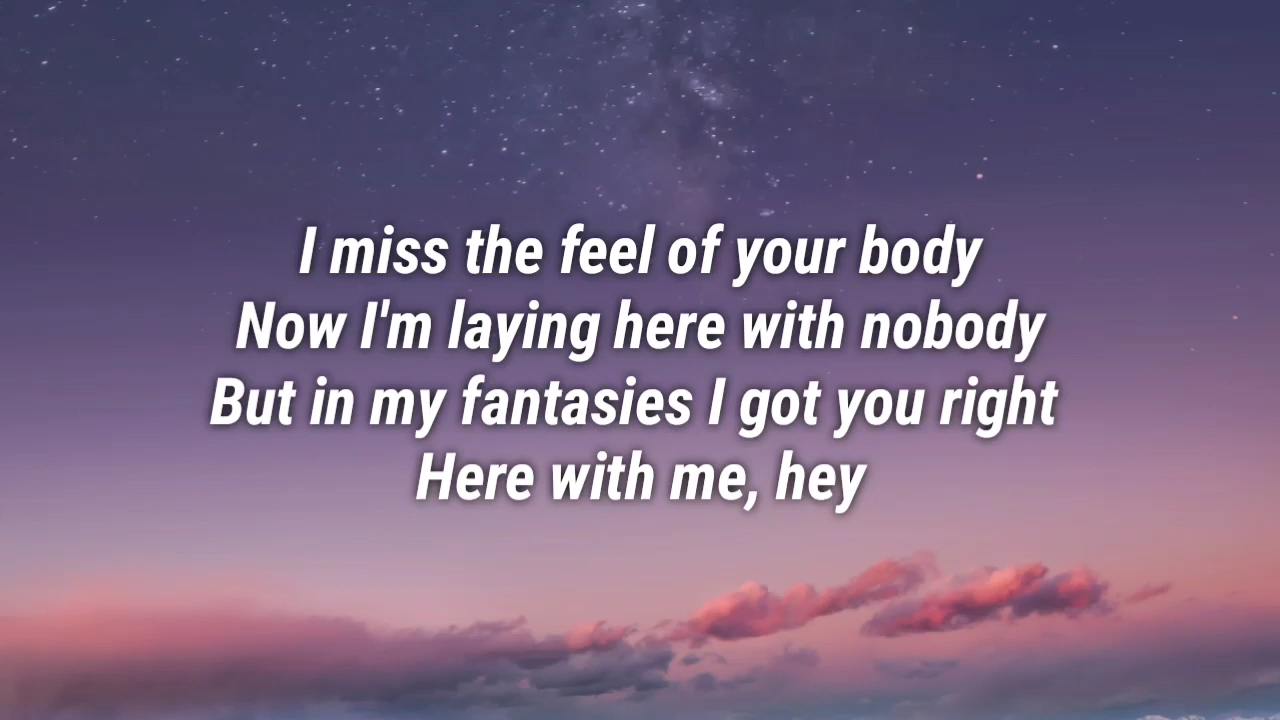 I miss the feel of your body
Now I'm laying here with nobody
But in my fantasies I got you right
Here with me, hey